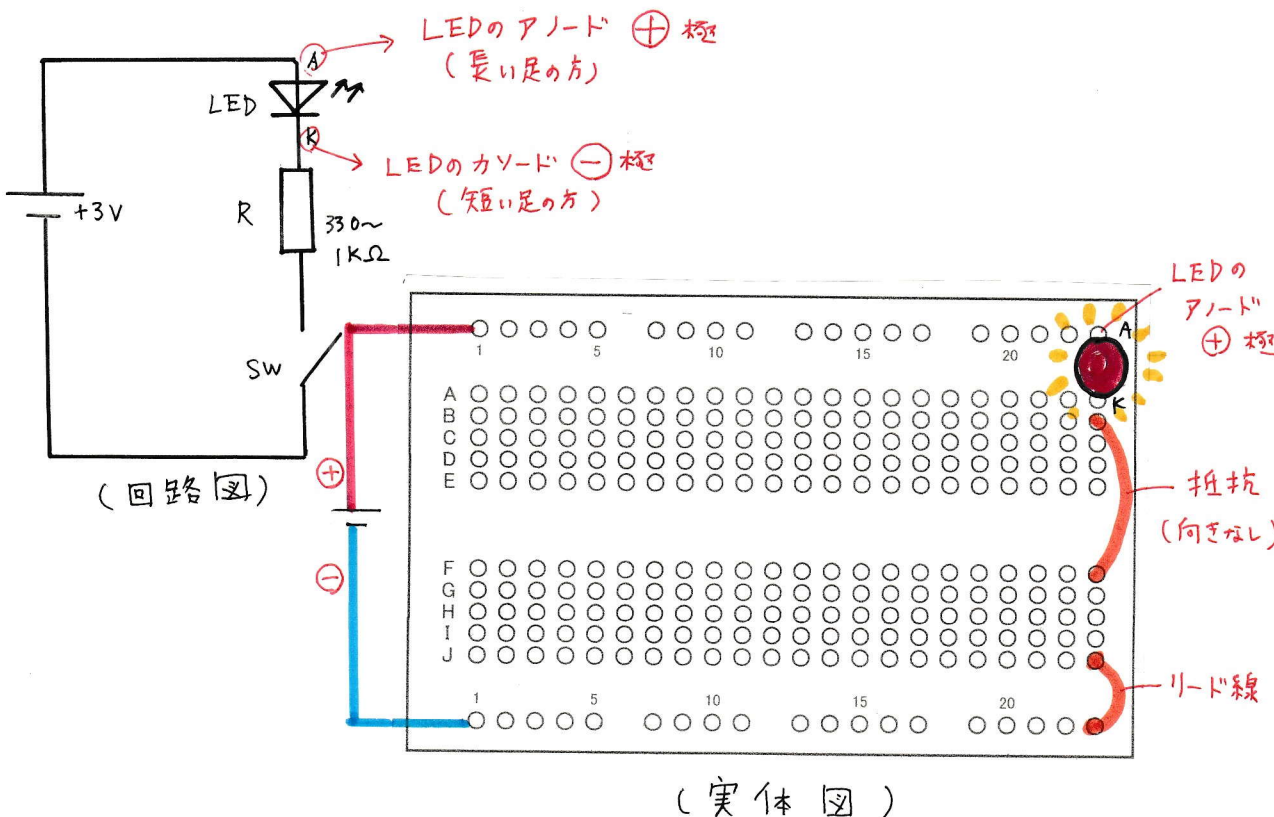 LEDのアノード ⊕ 極
(長い足の方)
A
LED
K
LEDのカソード ⊖ 極
(短い足の方)
+3V
R
330～
1KΩ
SW
(回路図)
LEDの
アノード
⊕ 極
A
K
1 5 10 15 20
A
B
C
D
E
⊕
⊖
抵抗
(向きなし)
F
G
H
I
J
1 5 10 15 20
リード線
(実体図)